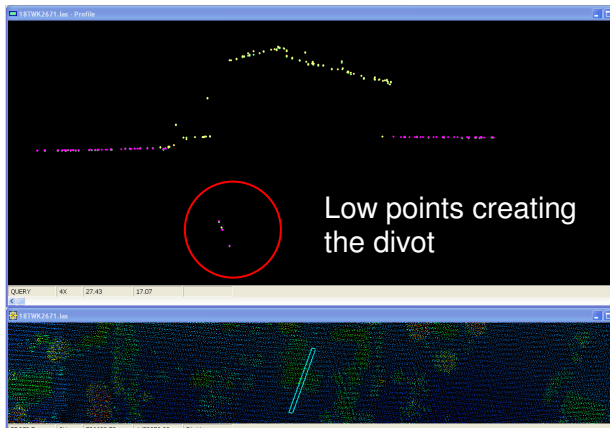 18TWK2671.las - Profile
Low points creating
the divot
QUERY 4X 27.43 17.07
18TWK2671.las